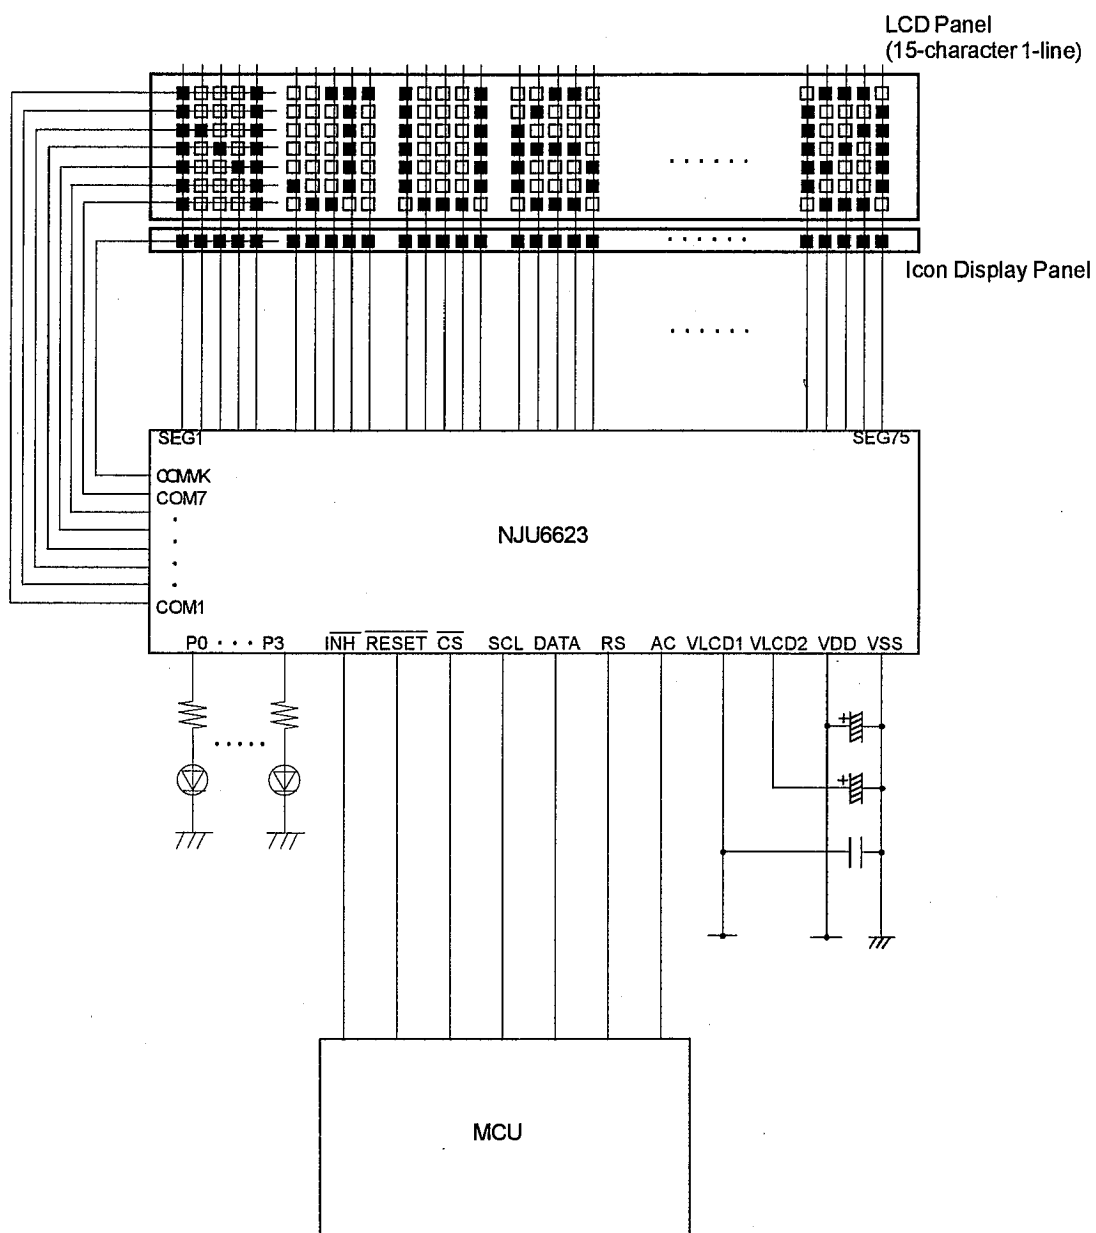 LCD Panel
(15-character 1-line)
Icon Display Panel
SEG1 SEG75
COMMK
COM7
NJU6623
COM1
P0 · · · P3 INH RESET CS SCL DATA RS AC VLCD1 VLCD2 VDD VSS
+
+
MCU